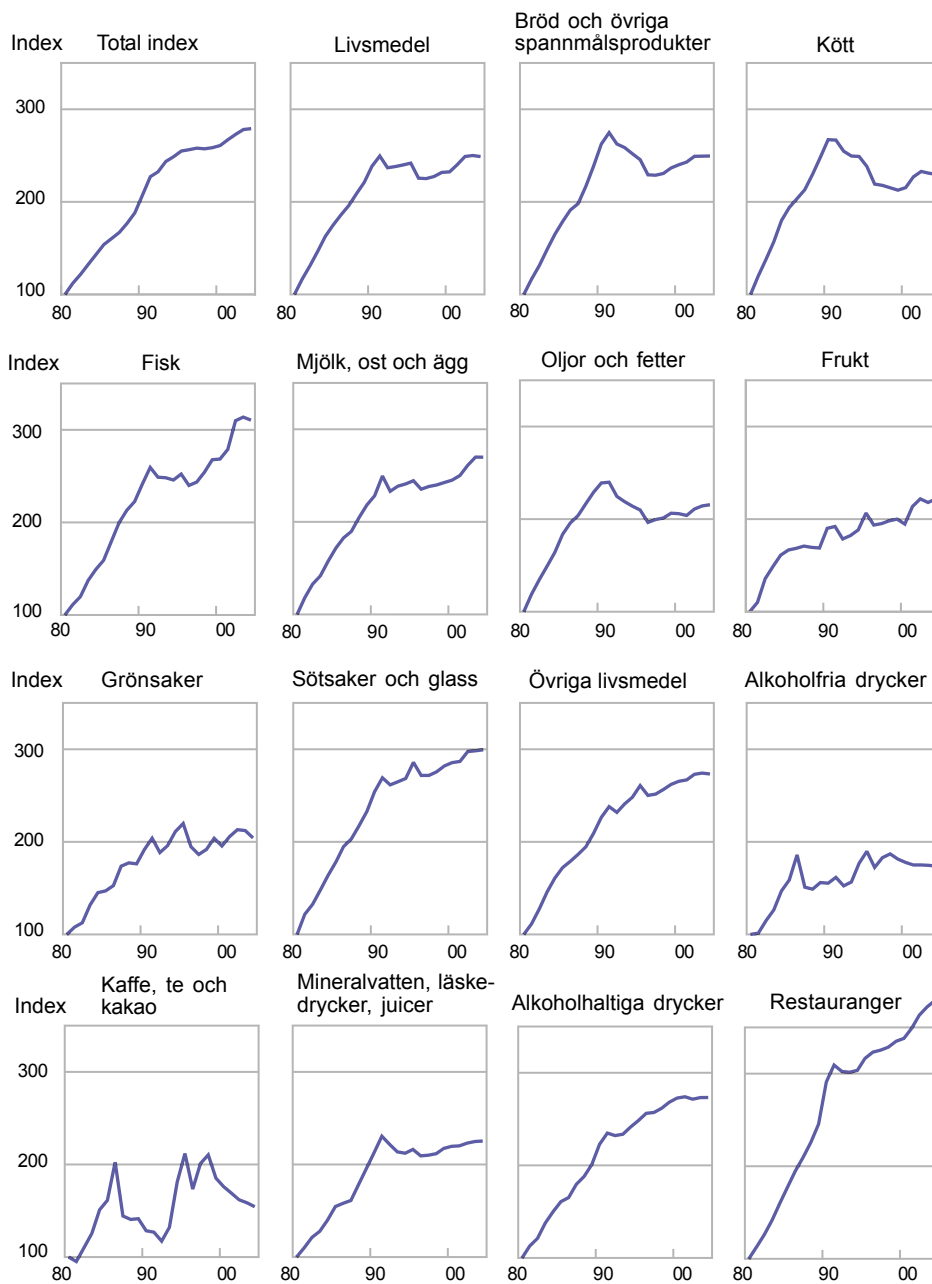 Index Total index Livsmedel Bröd och övriga spannmålsprodukter Kött
300
200
100
80 90 00 80 90 00 80 90 00 80 90 00
Index Fisk Mjölk, ost och ägg Oljor och fetter Frukt
300
200
100
80 90 00 80 90 00 80 90 00 80 90 00
Index Grönsaker Sötsaker och glass Övriga livsmedel Alkoholfria drycker
300
200
100
80 90 00 80 90 00 80 90 00 80 90 00
Index Kaffe, te och kakao Mineralvatten, läske-drycker, juicer Alkoholhaltiga drycker Restauranger
300
200
100
80 90 00 80 90 00 80 90 00 80 90 00